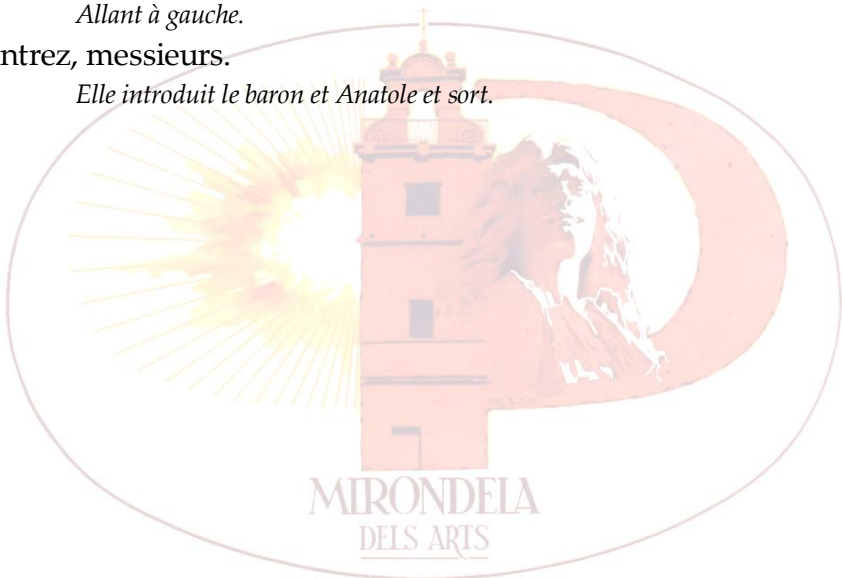 Allant à gauche.
ntrez, messieurs.
Elle introduit le baron et Anatole et sort.
MIRONDELA
DELS ARTS